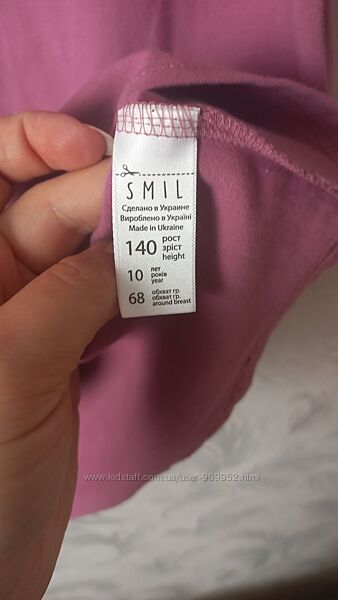 SMIL
Сделано в Украине
Вироблено в Україні
Made in Ukraine
140 рост
зріст
height
10 лет
років
year
68 обхват гр.
обхват гр.
around breast
www.kidstaff.com.ua/user-909952.html